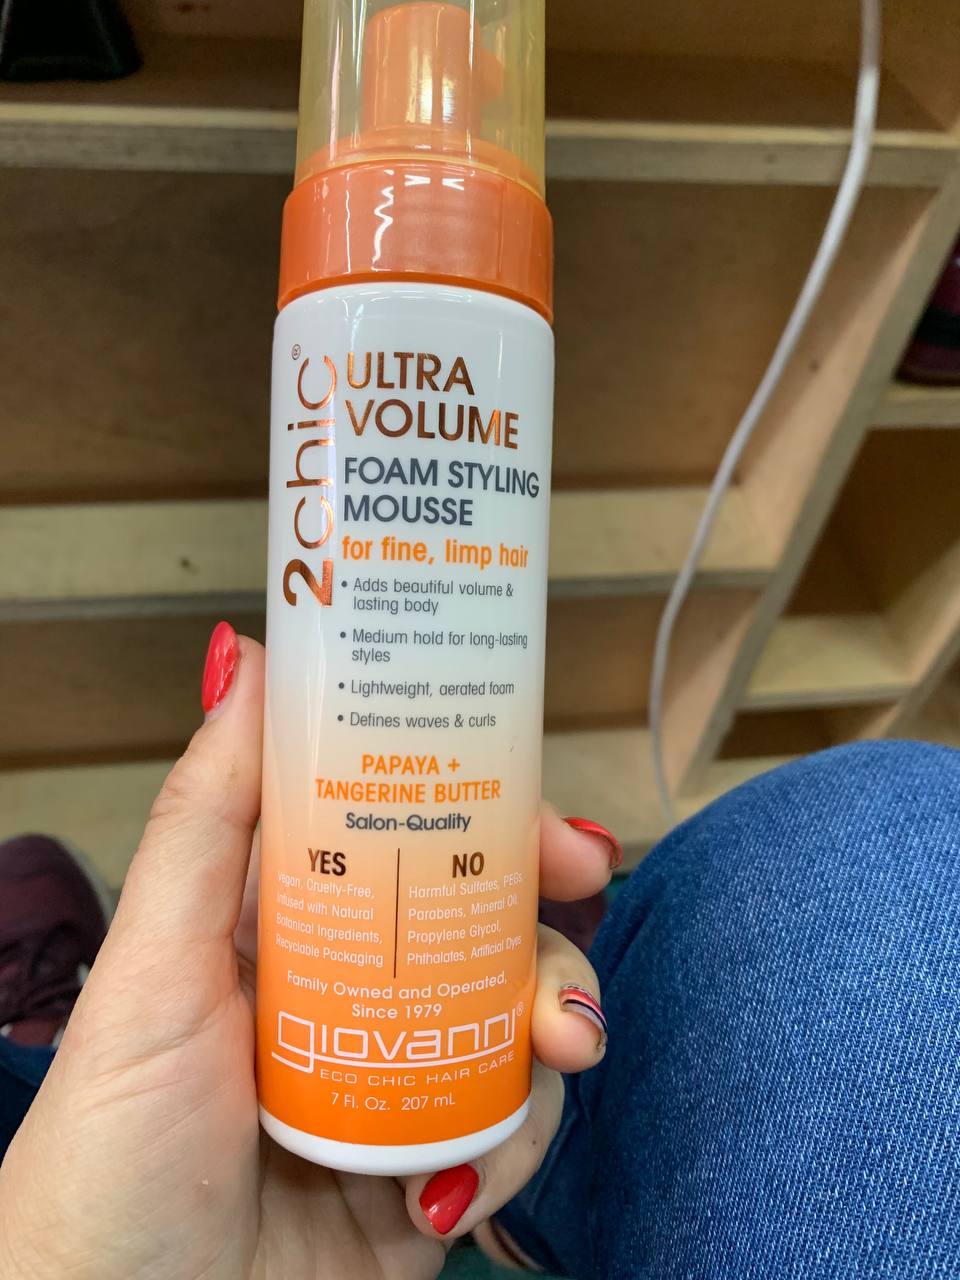 2chic®
ULTRA
VOLUME
FOAM STYLING
MOUSSE
for fine, limp hair
• Adds beautiful volume &
lasting body
• Medium hold for long-lasting
styles
• Lightweight, aerated foam
• Defines waves & curls
PAPAYA +
TANGERINE BUTTER
Salon-Quality
YES
Vegan, Cruelty-Free,
Infused with Natural
Botanical Ingredients,
Recyclable Packaging
NO
Harmful Sulfates, PEGs,
Parabens, Mineral Oil,
Propylene Glycol,
Phthalates, Artificial Dyes
Family Owned and Operated,
Since 1979
giovanni®
ECO CHIC HAIR CARE
7 Fl. Oz. 207 mL